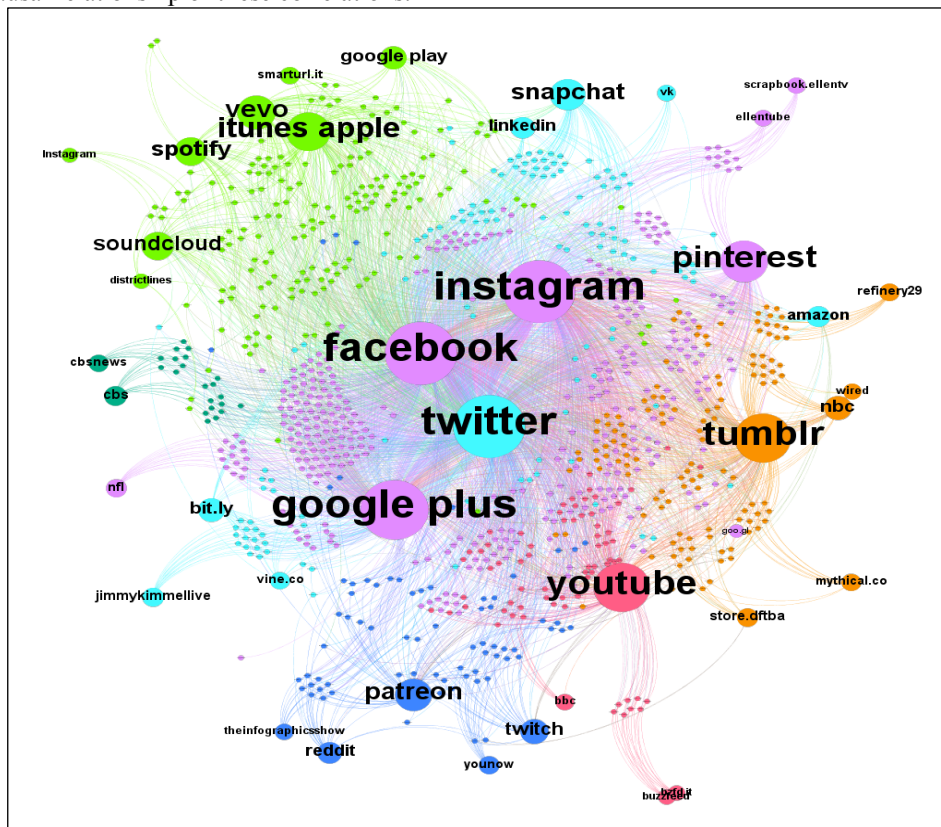 google play
smarturl.it
snapchat
vk
scrapbook.ellentv
vevo
itunes apple
linkedin
ellentube
Instagram
spotify
soundcloud
pinterest
districtlines
instagram
refinery29
amazon
facebook
cbsnews
cbs
wired
nbc
twitter
tumblr
nfl
google plus
bit.ly
goo.gl
youtube
vine.co
mythical.co
jimmykimmellive
store.dftba
patreon
bbc
theinfographicsshow
twitch
reddit
younow
bzfd.it
buzzfeed